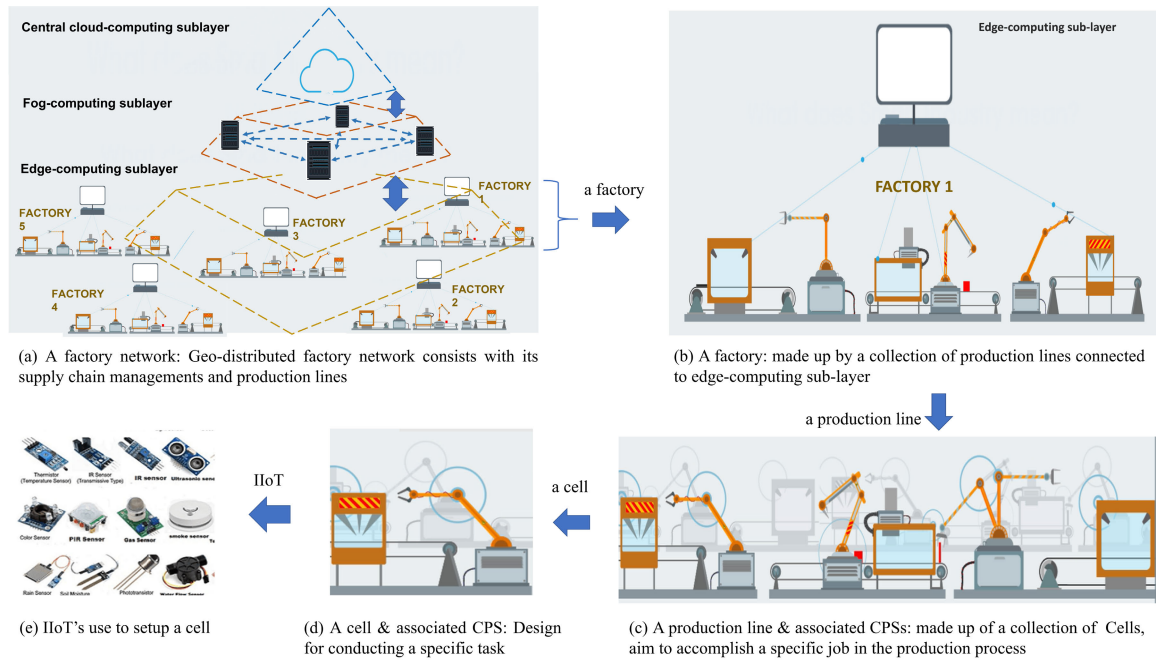 Central cloud-computing sublayer
Fog-computing sublayer
Edge-computing sublayer
FACTORY
1
FACTORY
5
FACTORY
3
FACTORY
4
FACTORY
2
a factory
Edge-computing sub-layer
FACTORY 1
(a) A factory network: Geo-distributed factory network consists with its
supply chain managements and production lines
(b) A factory: made up by a collection of production lines connected
to edge-computing sub-layer
a production line
a cell
IIoT
Thermistor
(Temperature Sensor)
IR Sensor
(Transmissive Type)
IR sensor
Ultrasonic
Color Sensor
PIR Sensor
Gas Sensor
smoke sensor
Rain Sensor
Soil Moisture
Phototransistor
Water Flow Sensor
(e) IIoT's use to setup a cell
(d) A cell & associated CPS: Design
for conducting a specific task
(c) A production line & associated CPSs: made up of a collection of Cells,
aim to accomplish a specific job in the production process